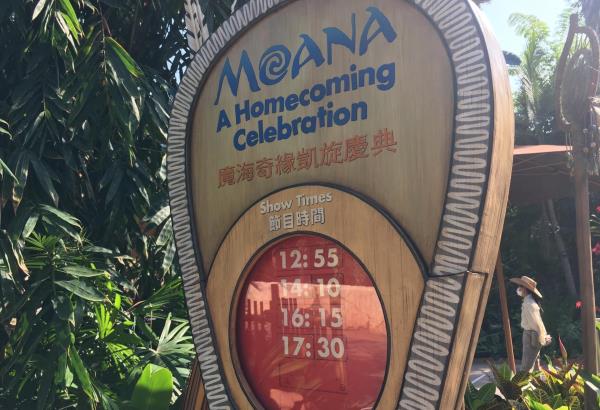 MOANA
A Homecoming
Celebration
魔海奇緣凱旋慶典
Show Times
節目時間
12: 55
14: 10
16: 15
17: 30